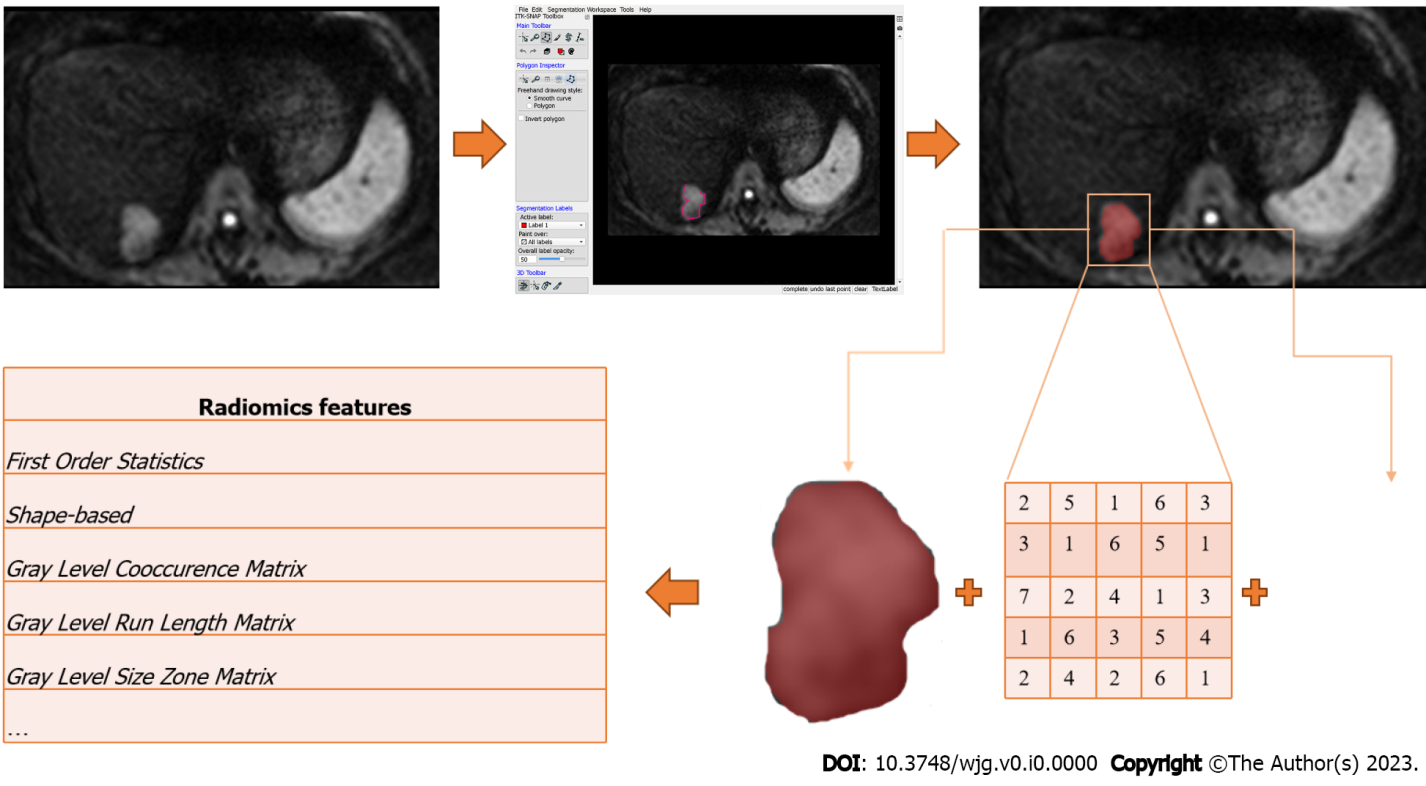 File Edit Segmentation Workspace Tools Help
ITK-SNAP Toolbox
Main Toolbar
Polygon Inspector
Freehand drawing style:
Smooth curve
Polygon
Invert polygon
Segmentation Labels
Active label:
Label 1
Paint over:
All labels
Overall label opacity:
50
3D Toolbar
complete undo last point clear TextLabel
Radiomics features
First Order Statistics
Shape-based
Gray Level Cooccurence Matrix
Gray Level Run Length Matrix
Gray Level Size Zone Matrix
...
2 5 1 6 3
3 1 6 5 1
7 2 4 1 3
1 6 3 5 4
2 4 2 6 1
DOI: 10.3748/wjg.v0.i0.0000 Copyright ©The Author(s) 2023.